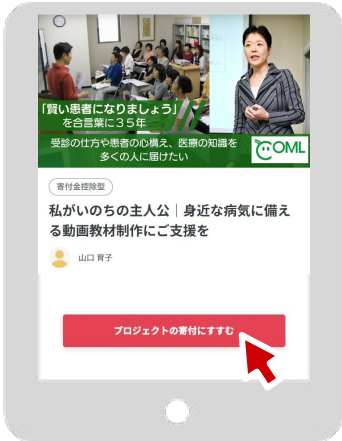 「賢い患者になりましょう」
を合言葉に35年
受診の仕方や患者の心構え、医療の知識を
多くの人に届けたい
COML
寄付金控除型
私がいのちの主人公｜身近な病気に備え
る動画教材制作にご支援を
山口 育子
プロジェクトの寄付にすすむ